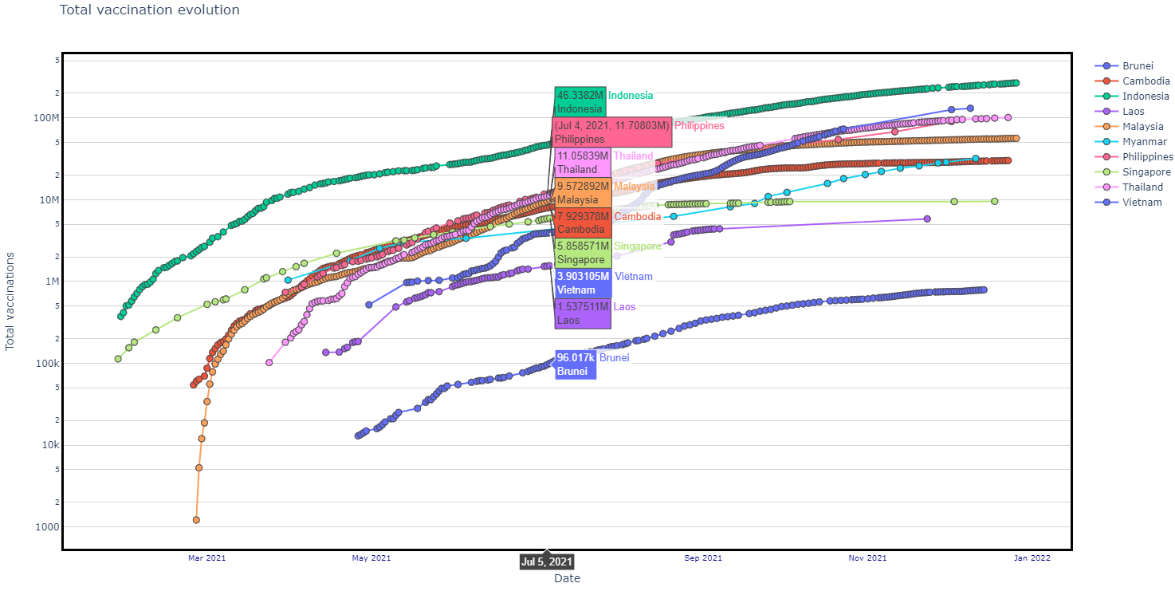 Total vaccination evolution
Total vaccinations
5
2
100M
5
2
10M
5
2
1M
5
2
100k
5
2
10k
5
2
1000
46.3382M Indonesia
Indonesia
(Jul 4, 2021, 11.70803M) Philippines
Philippines
11.05839M Thailand
Thailand
9.572892M Malaysia
Malaysia
7.929378M Cambodia
Cambodia
5.858571M Singapore
Singapore
3.903105M Vietnam
Vietnam
1.537511M Laos
Laos
96.017k Brunei
Brunei
Mar 2021
May 2021
Jul 5, 2021
Sep 2021
Nov 2021
Jan 2022
Date
Brunei
Cambodia
Indonesia
Laos
Malaysia
Myanmar
Philippines
Singapore
Thailand
Vietnam